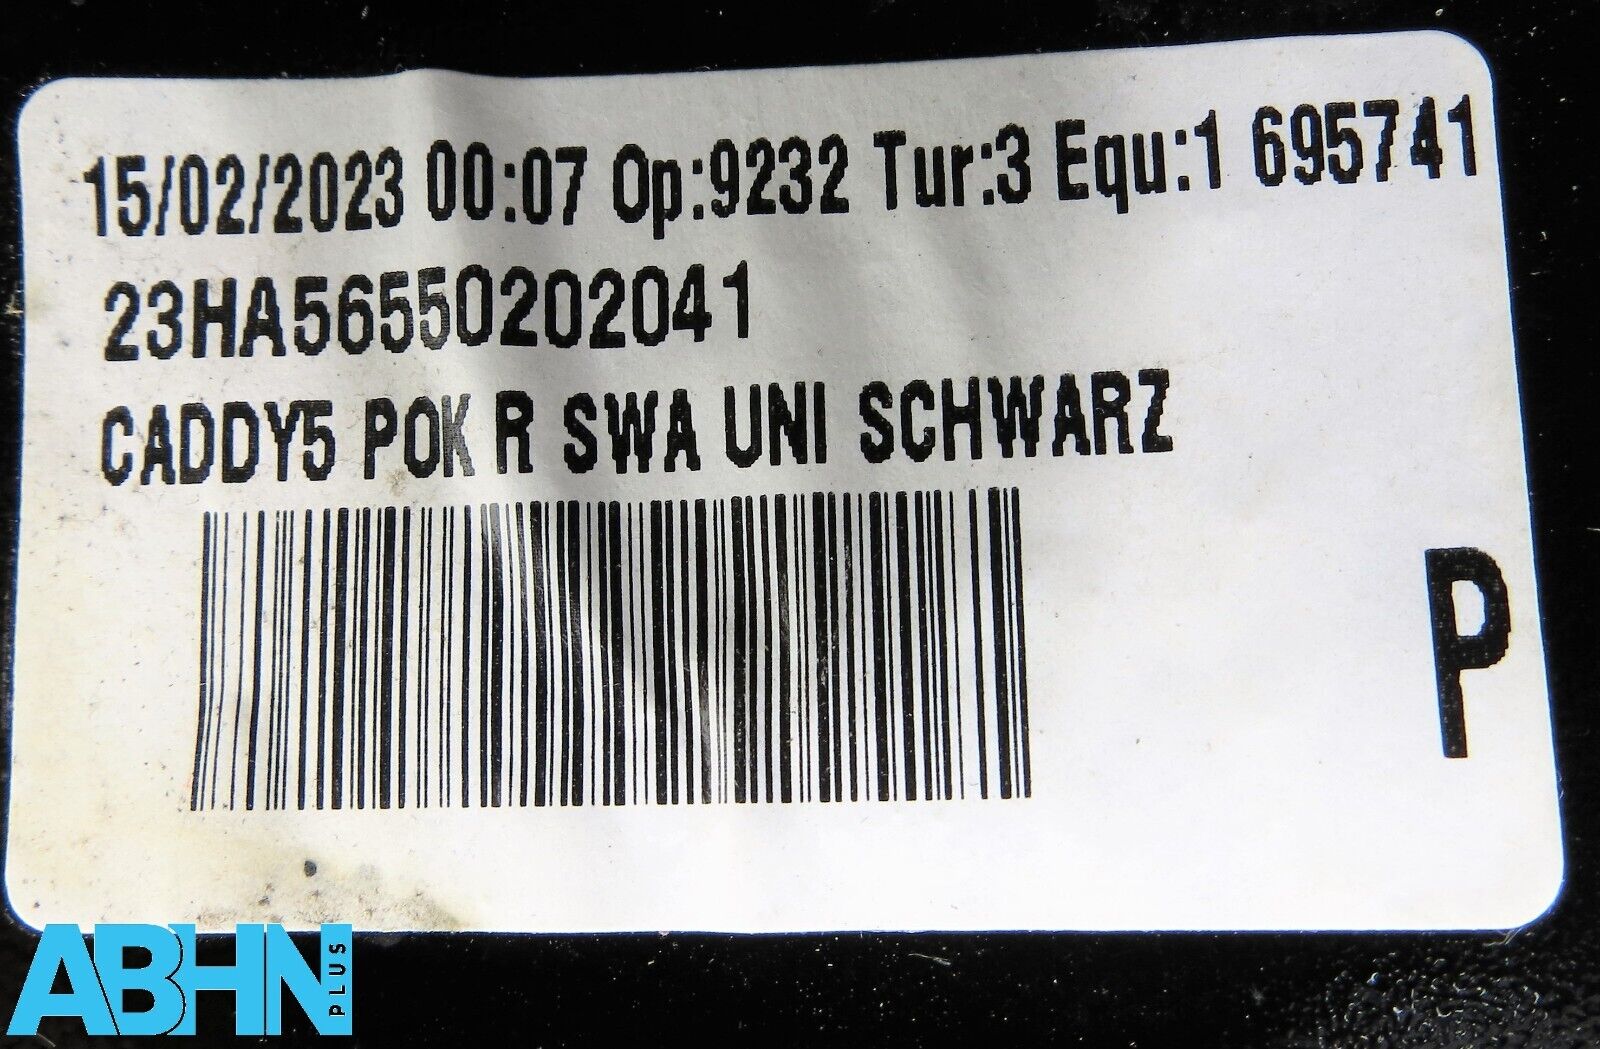 15/02/2023 00:07 Op:9232 Tur:3 Equ:1 695741
23HA56550202041
CADDY5 POK R SWA UNI SCHWARZ
P
ABHN PLUS